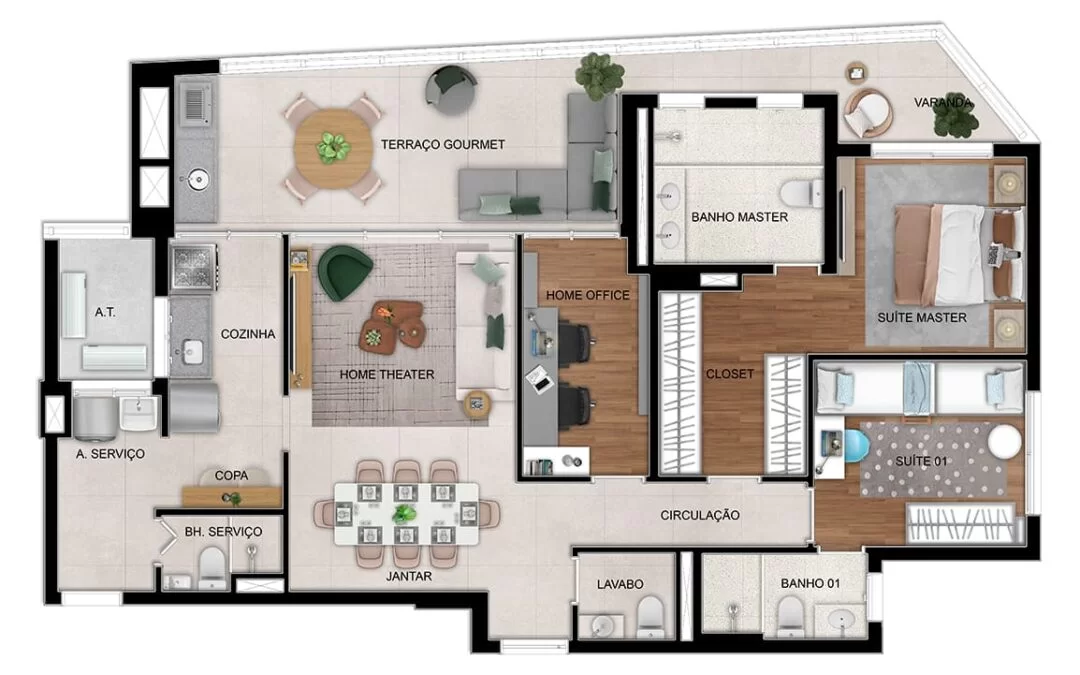 VARANDA
TERRAÇO GOURMET
BANHO MASTER
HOME OFFICE
A.T.
SUÍTE MASTER
COZINHA
HOME THEATER
CLOSET
A. SERVIÇO
SUÍTE 01
COPA
CIRCULAÇÃO
BH. SERVIÇO
JANTAR
LAVABO
BANHO 01